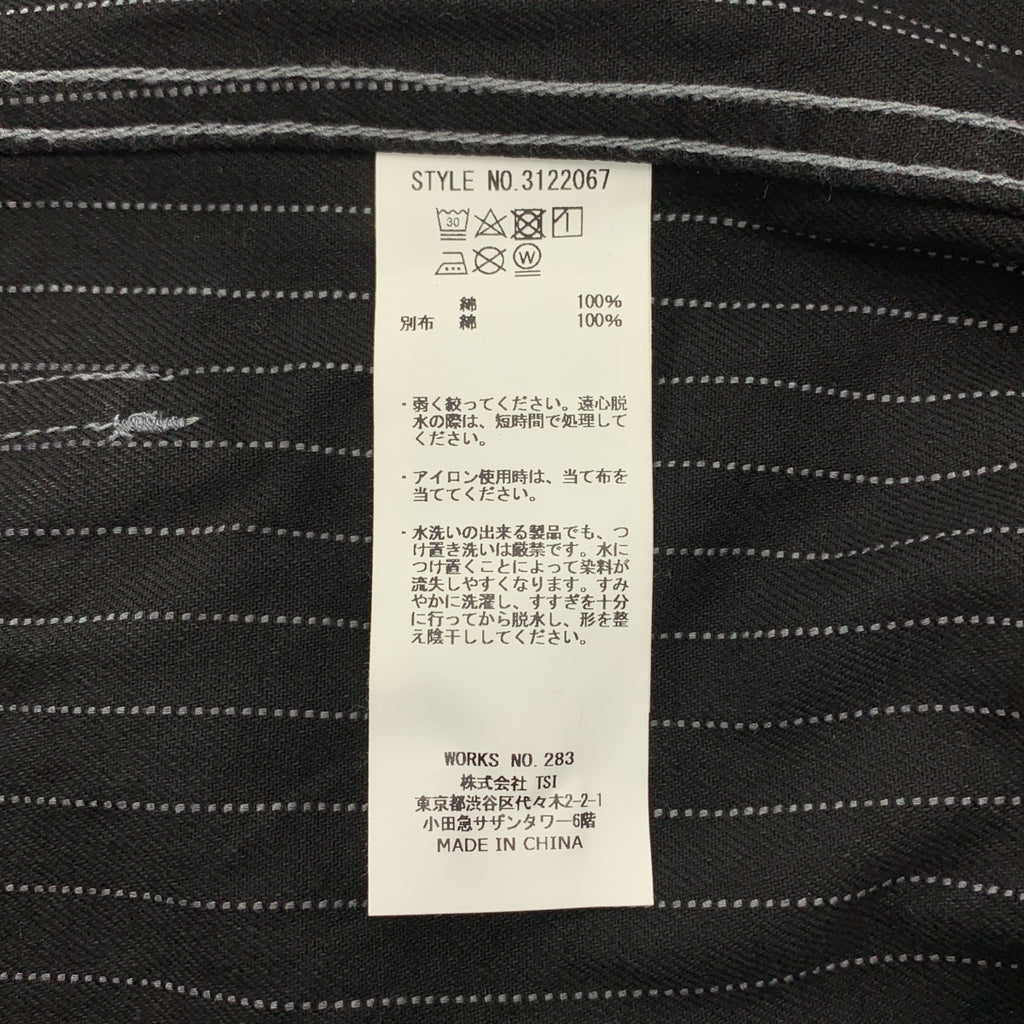 STYLE NO.3122067
30
W
綿 100%
別布 綿 100%
・弱く絞ってください。遠心脱
水の際は、短時間で処理して
ください。
・アイロン使用時は、当て布を
当ててください。
・水洗いの出来る製品でも、つ
け置き洗いは厳禁です。水に
つけ置くことによって染料が
流失しやすくなります。すみ
やかに洗濯し、すすぎを十分
に行ってから脱水し、形を整
え陰干ししてください。
WORKS NO. 283
株式会社 TSI
東京都渋谷区代々木2-2-1
小田急サザンタワー6階
MADE IN CHINA